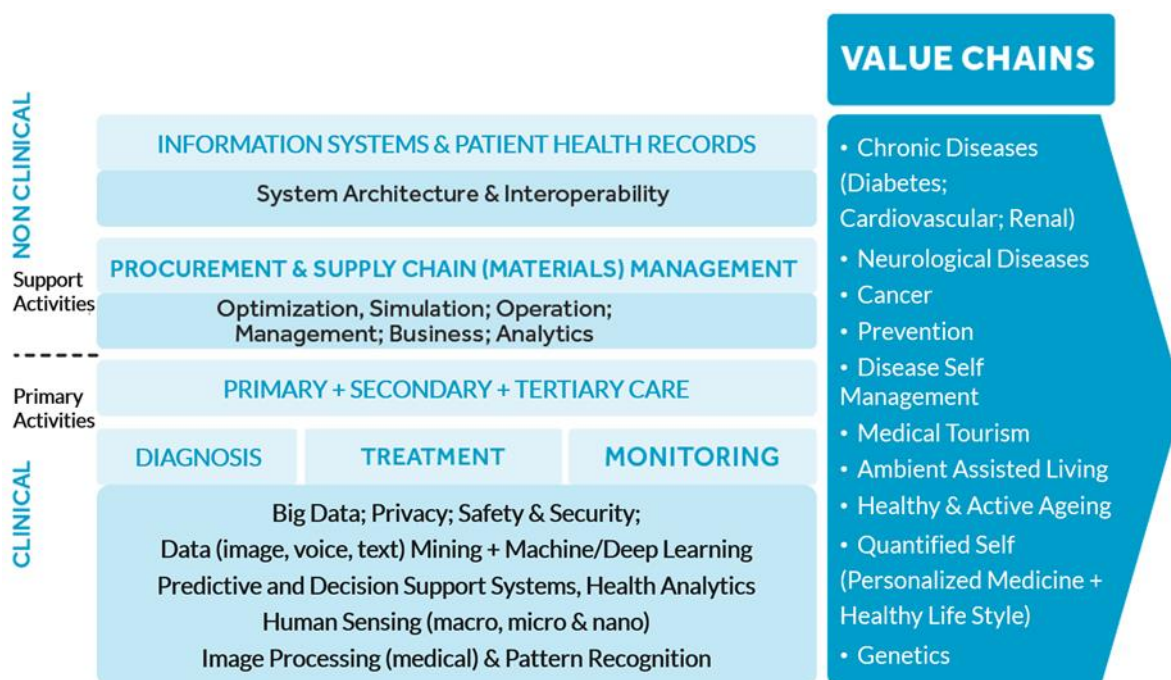 VALUE CHAINS
NON CLINICAL
INFORMATION SYSTEMS & PATIENT HEALTH RECORDS
System Architecture & Interoperability
Support
Activities
PROCUREMENT & SUPPLY CHAIN (MATERIALS) MANAGEMENT
Optimization, Simulation; Operation;
Management; Business; Analytics
Primary
Activities
CLINICAL
PRIMARY + SECONDARY + TERTIARY CARE
DIAGNOSIS
TREATMENT
MONITORING
Big Data; Privacy; Safety & Security;
Data (image, voice, text) Mining + Machine/Deep Learning
Predictive and Decision Support Systems, Health Analytics
Human Sensing (macro, micro & nano)
Image Processing (medical) & Pattern Recognition
• Chronic Diseases
(Diabetes;
Cardiovascular; Renal)
• Neurological Diseases
• Cancer
• Prevention
• Disease Self
Management
• Medical Tourism
• Ambient Assisted Living
• Healthy & Active Ageing
• Quantified Self
(Personalized Medicine +
Healthy Life Style)
• Genetics